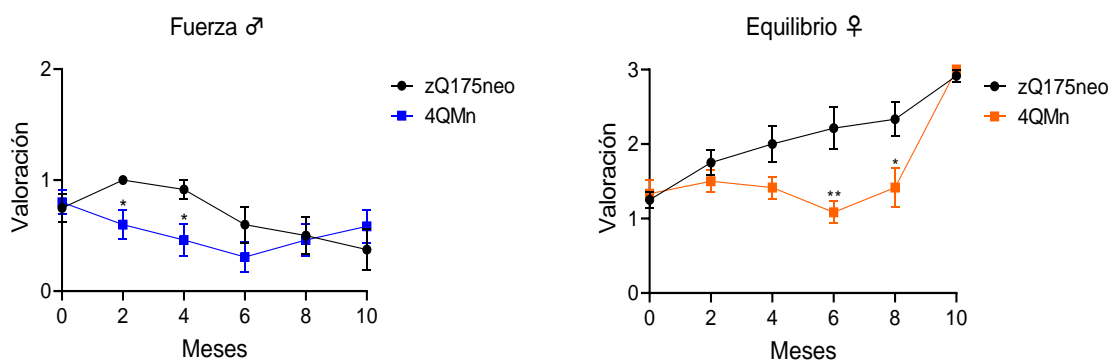 Fuerza ♂
2
1
0
Valoración
*
*
0 2 4 6 8 10
Meses
zQ175neo
4QMn
Equilibrio ♀
3
2
1
0
Valoración
**
*
0 2 4 6 8 10
Meses
zQ175neo
4QMn